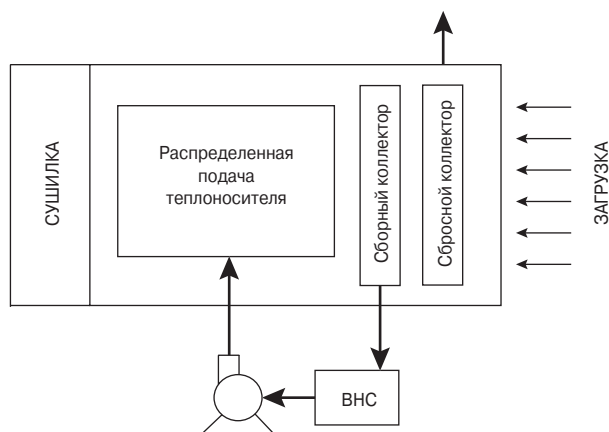 СУШИЛКА
Распределенная
подача
теплоносителя
Сборный коллектор
Сбросной коллектор
ЗАГРУЗКА
ВНС